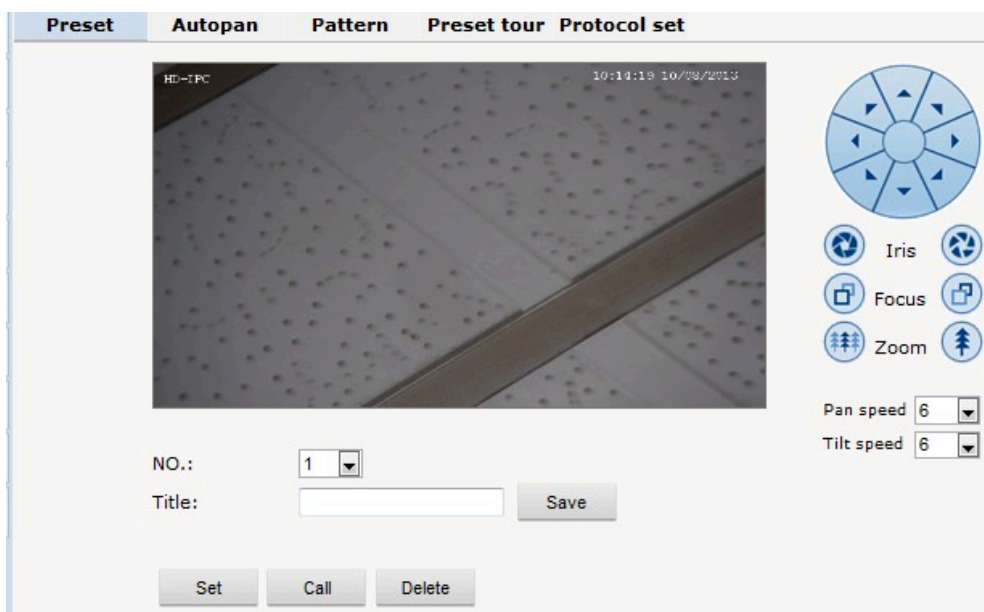 Preset Autopan Pattern Preset tour Protocol set
HD-IPC 10:14:19 10/08/2013
Iris
Focus
Zoom
Pan speed 6
Tilt speed 6
NO.: 1
Title: Save
Set Call Delete